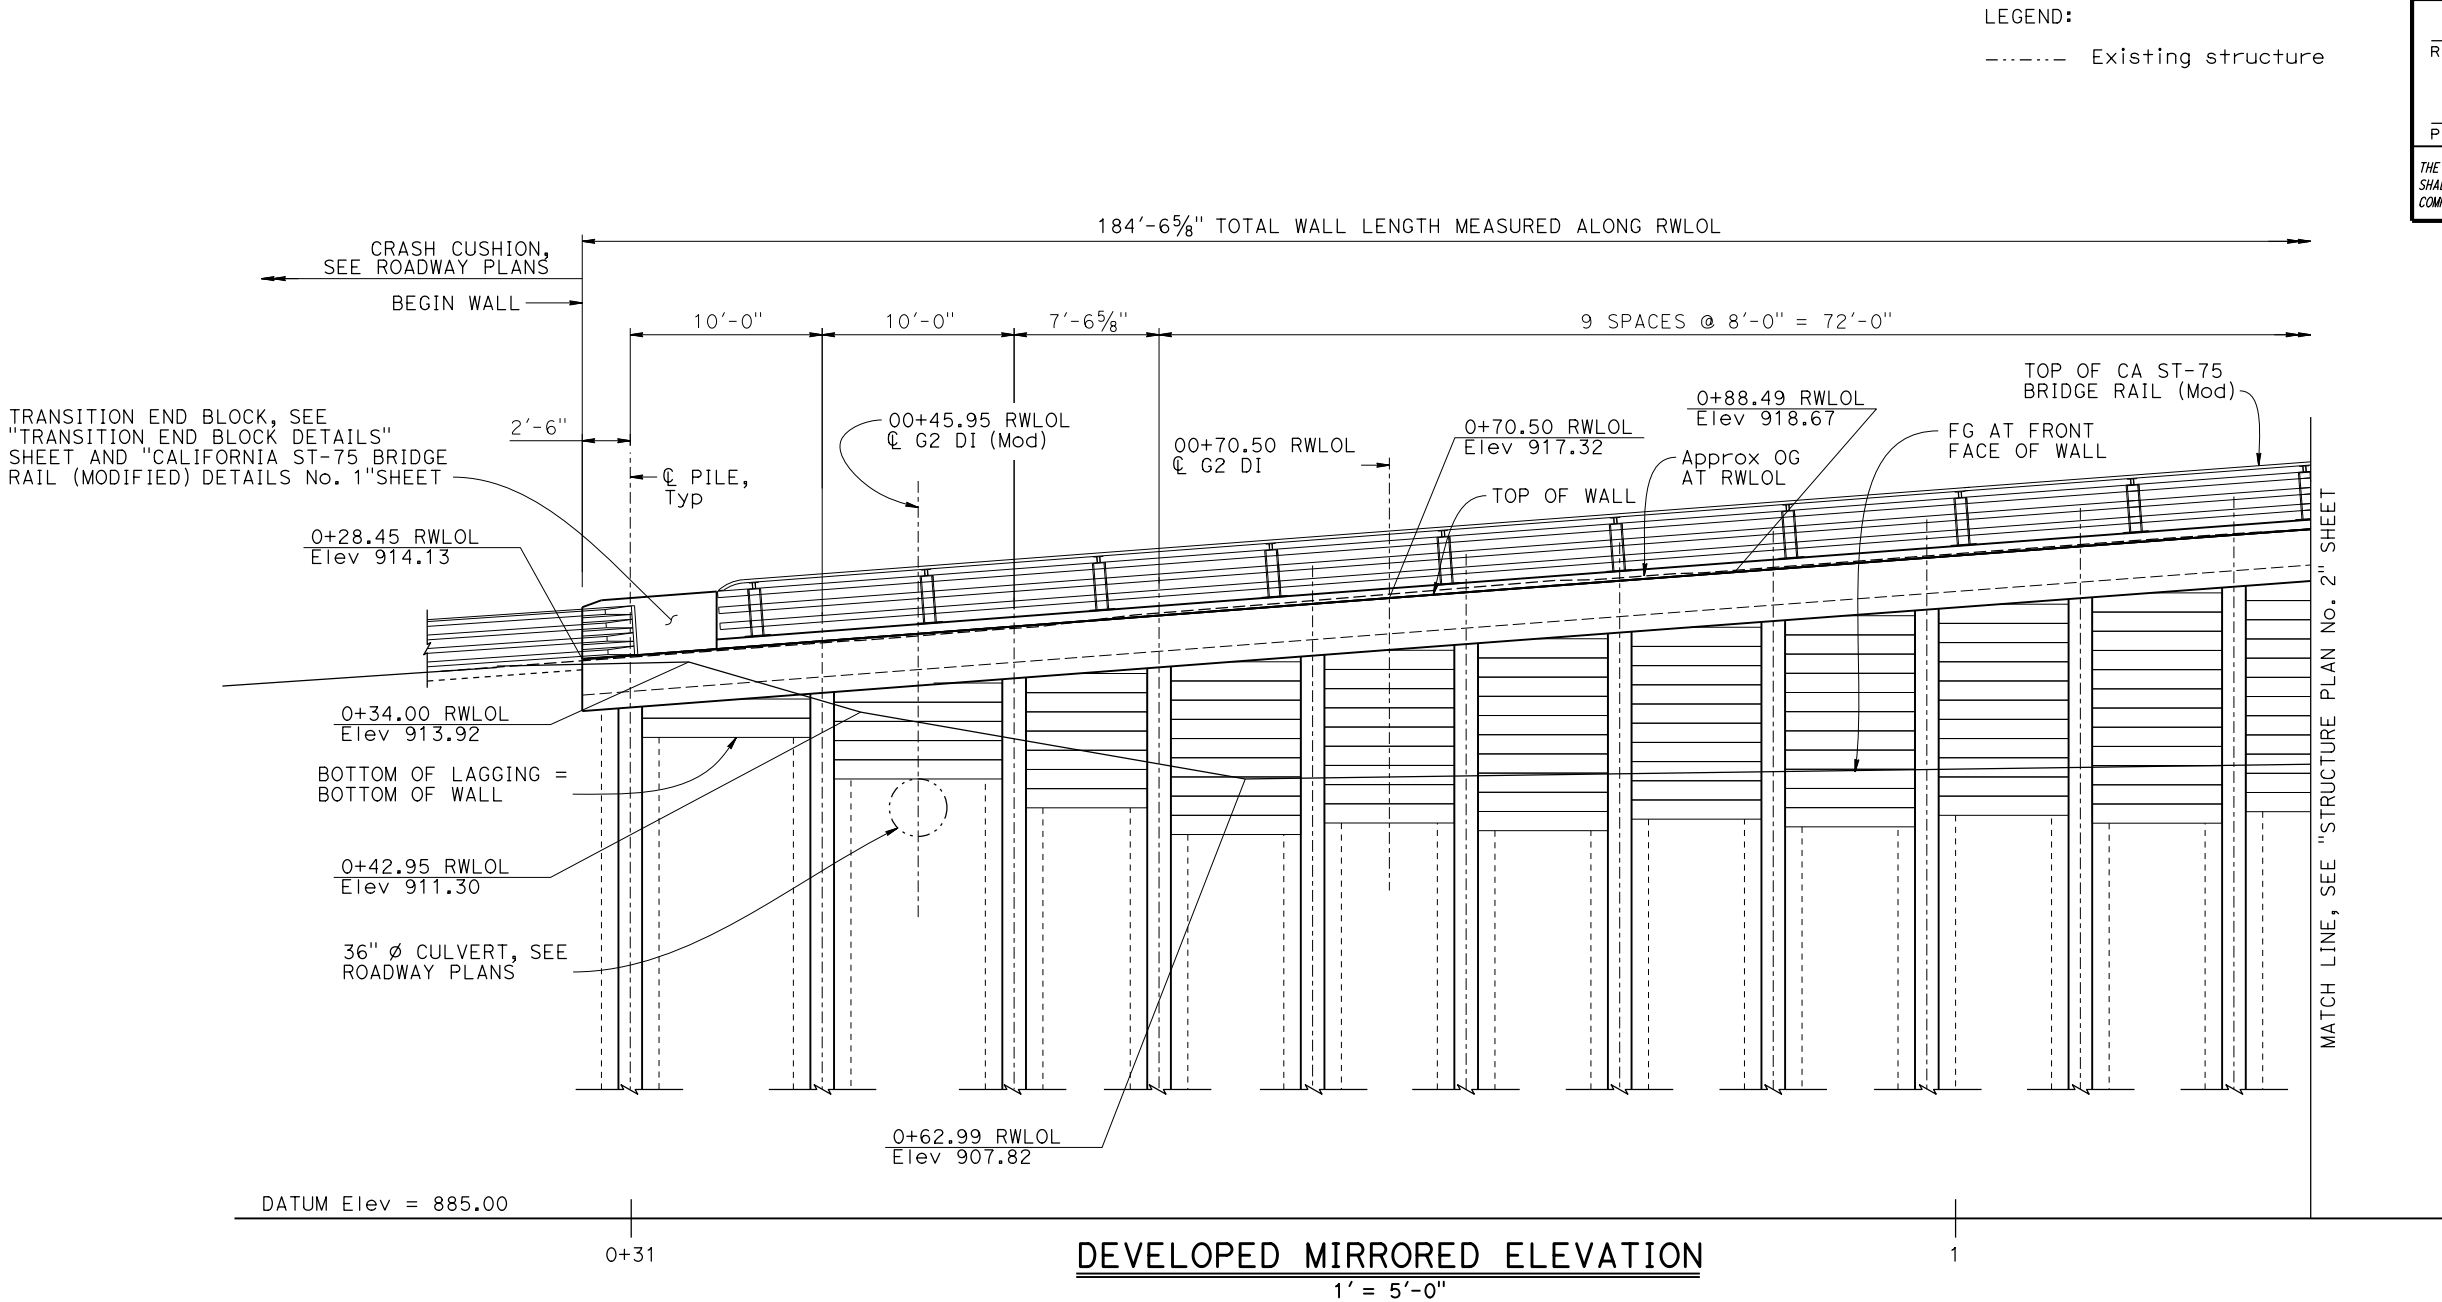 LEGEND:
Existing structure
R
P
THE
SHAL
COMP
184'-6⅝" TOTAL WALL LENGTH MEASURED ALONG RWLOL
CRASH CUSHION,
SEE ROADWAY PLANS
BEGIN WALL
10'-0"
10'-0"
7'-6⅝"
9 SPACES @ 8'-0" = 72'-0"
TOP OF CA ST-75
BRIDGE RAIL (Mod)
TRANSITION END BLOCK, SEE
"TRANSITION END BLOCK DETAILS"
SHEET AND "CALIFORNIA ST-75 BRIDGE
RAIL (MODIFIED) DETAILS No. 1"SHEET
2'-6"
℄ PILE,
Typ
00+45.95 RWLOL
℄ G2 DI (Mod)
00+70.50 RWLOL
℄ G2 DI
0+70.50 RWLOL
Elev 917.32
0+88.49 RWLOL
Elev 918.67
FG AT FRONT
FACE OF WALL
Approx OG
AT RWLOL
TOP OF WALL
0+28.45 RWLOL
Elev 914.13
0+34.00 RWLOL
Elev 913.92
BOTTOM OF LAGGING =
BOTTOM OF WALL
0+42.95 RWLOL
Elev 911.30
36" Ø CULVERT, SEE
ROADWAY PLANS
0+62.99 RWLOL
Elev 907.82
MATCH LINE, SEE "STRUCTURE PLAN No. 2" SHEET
DATUM Elev = 885.00
0+31
1
DEVELOPED MIRRORED ELEVATION
1' = 5'-0"